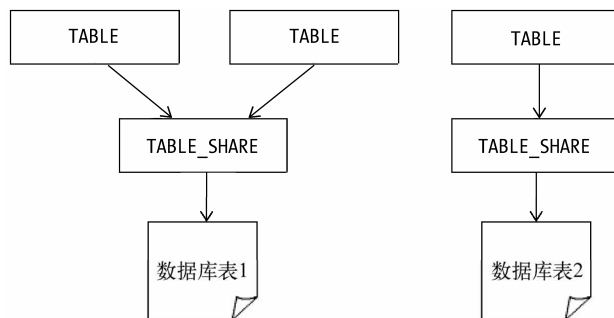 TABLE
TABLE
TABLE
TABLE_SHARE
TABLE_SHARE
数据库表1
数据库表2